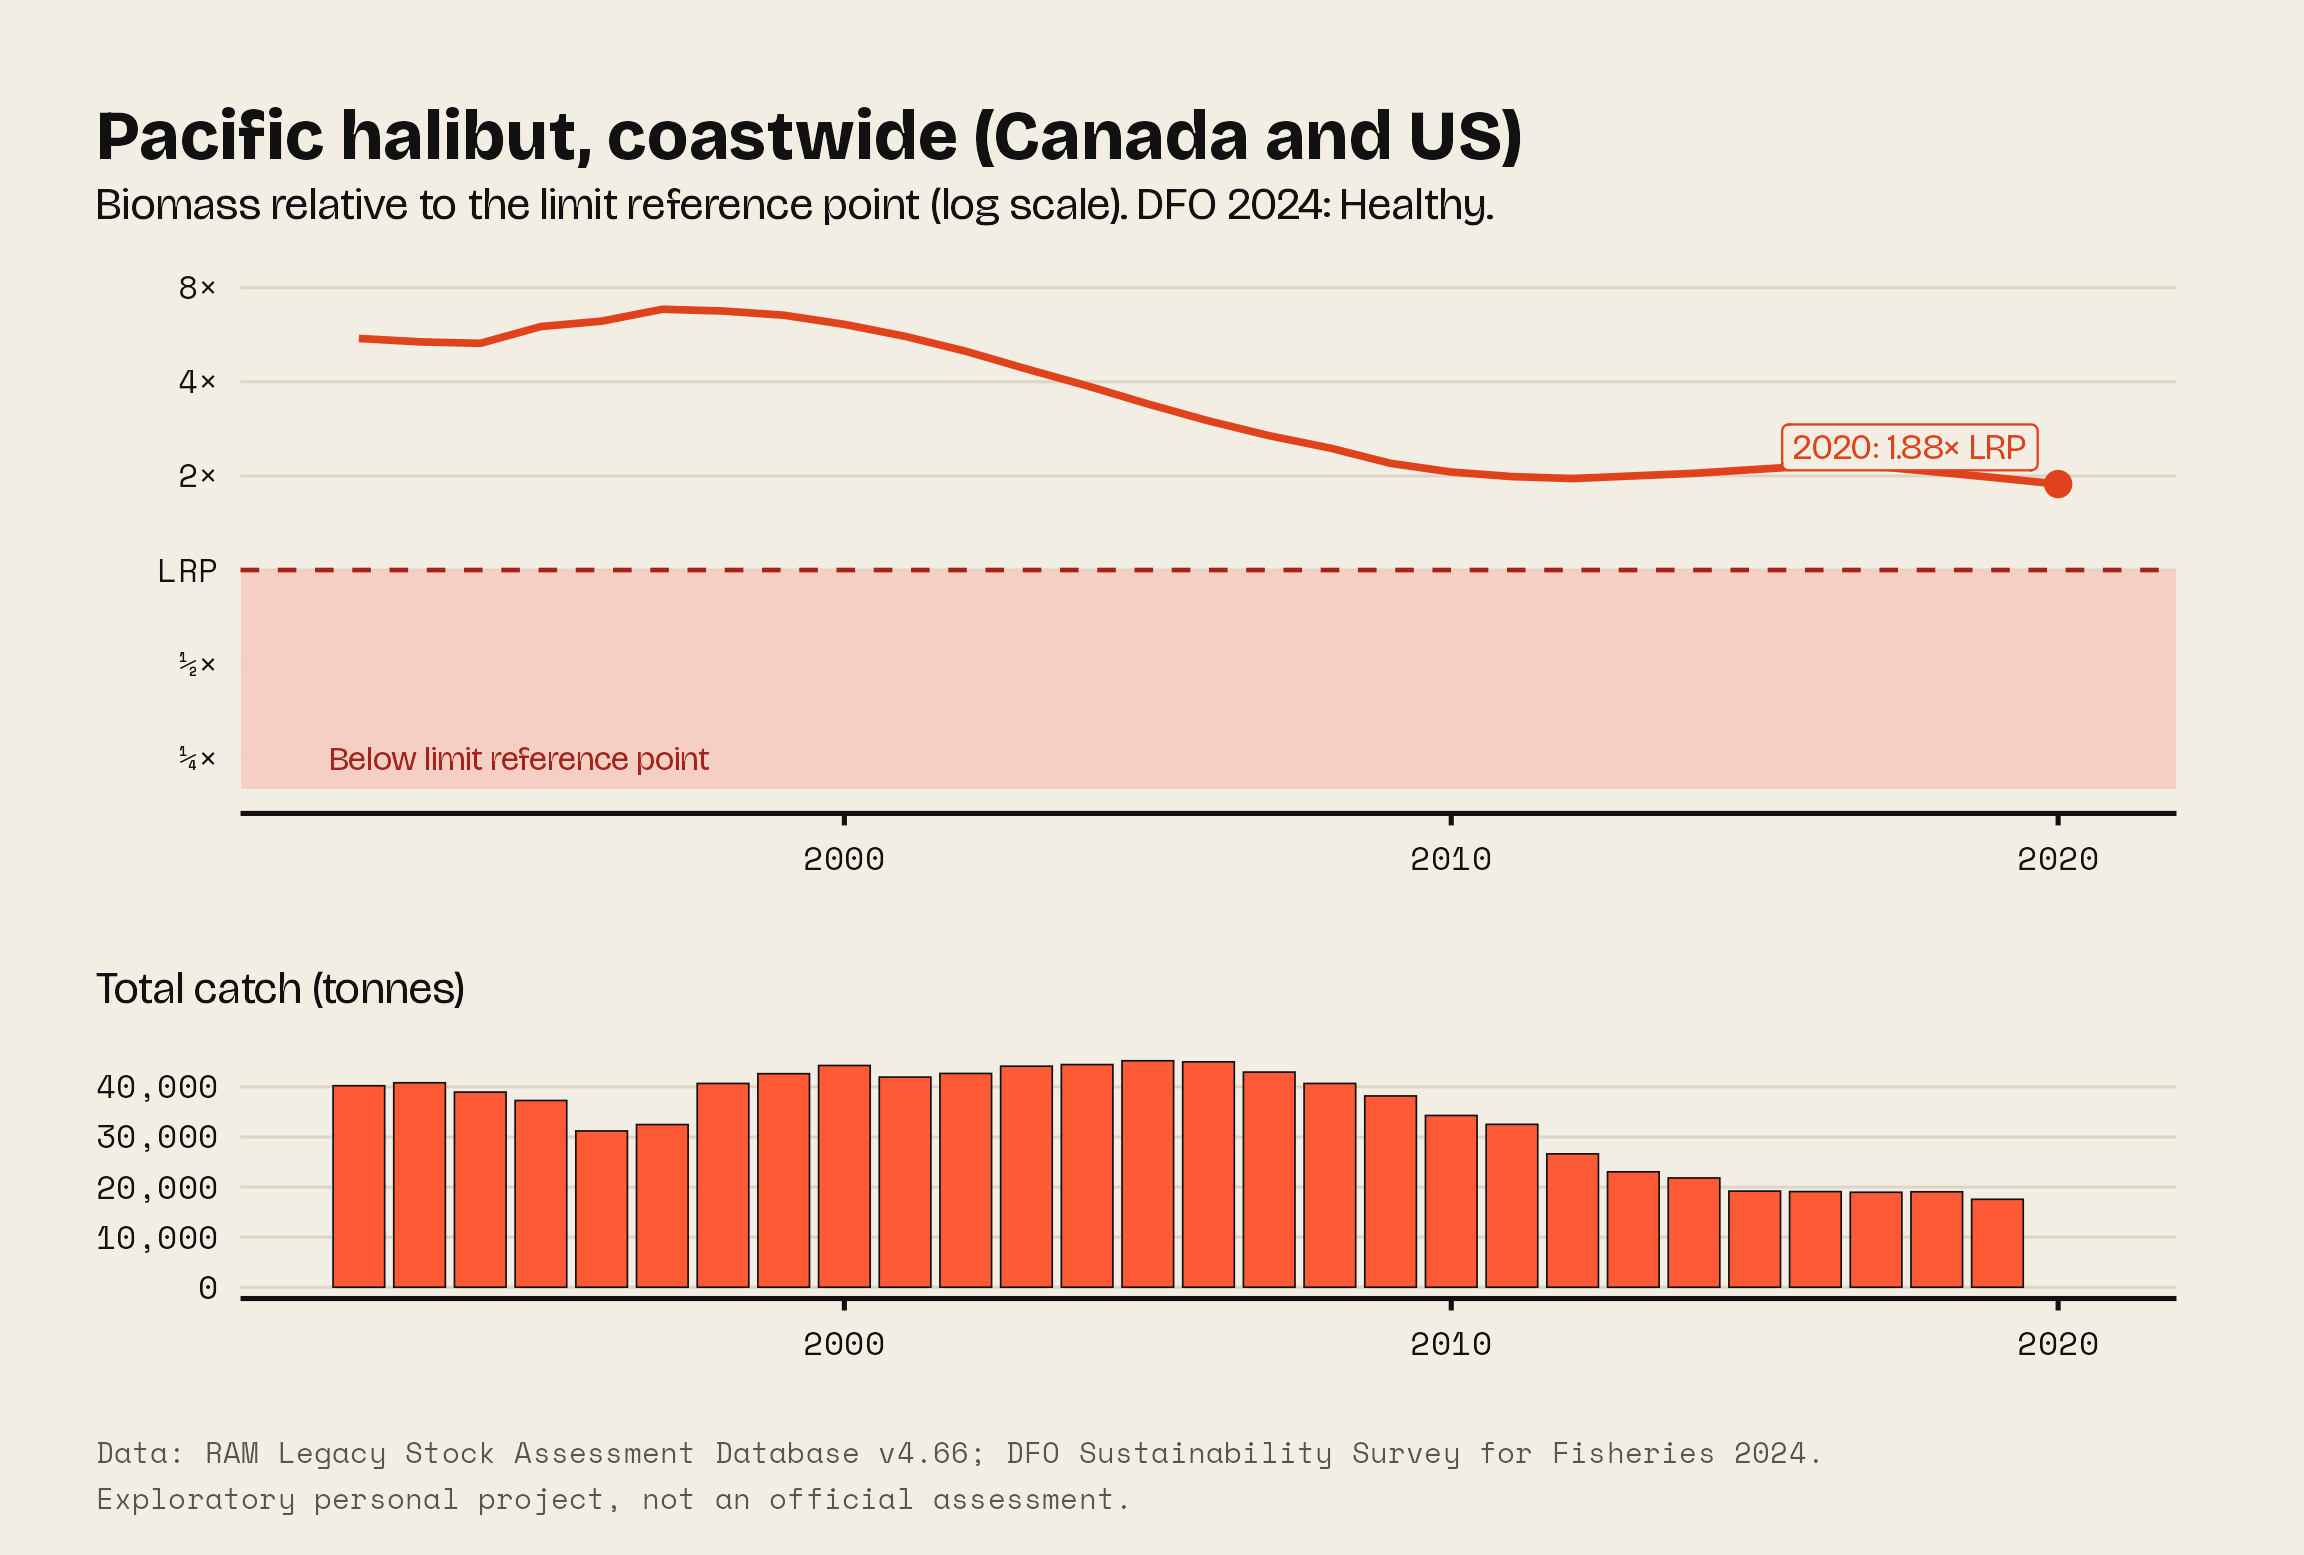 Pacific halibut, coastwide (Canada and US)
Biomass relative to the limit reference point (log scale). DFO 2024: Healthy.
8×
4×
2×
2020: 1.88× LRP
LRP
½×
¼×
Below limit reference point
2000 2010 2020
Total catch (tonnes)
40,000
30,000
20,000
10,000
0
2000 2010 2020
Data: RAM Legacy Stock Assessment Database v4.66; DFO Sustainability Survey for Fisheries 2024.
Exploratory personal project, not an official assessment.